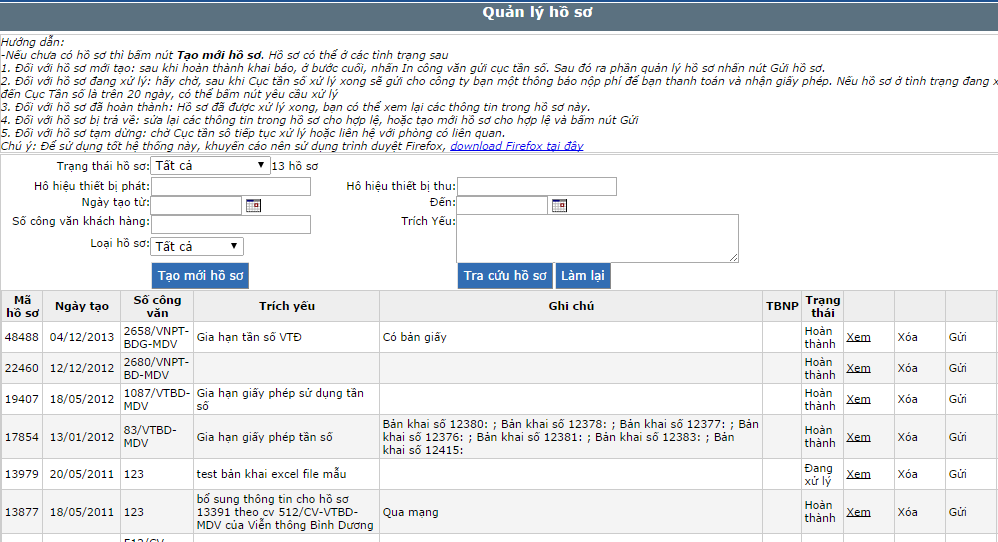 Quản lý hồ sơ
Hướng dẫn:
-Nếu chưa có hồ sơ thì bấm nút Tạo mới hồ sơ. Hồ sơ có thể ở các tình trạng sau
1. Đối với hồ sơ mới tạo: sau khi hoàn thành khai báo, ở bước cuối, nhấn In công văn gửi cục tần số. Sau đó ra phần quản lý hồ sơ nhấn nút Gửi hồ sơ.
2. Đối với hồ sơ đang xử lý: hãy chờ, sau khi Cục tần số xử lý xong sẽ gửi cho công ty bạn một thông báo nộp phí để bạn thanh toán và nhận giấy phép. Nếu hồ sơ ở tình trạng đang
đến Cục Tần số là trên 20 ngày, có thể bấm nút yêu cầu xử lý
3. Đối với hồ sơ đã hoàn thành: Hồ sơ đã được xử lý xong, bạn có thể xem lại các thông tin trong hồ sơ này.
4. Đối với hồ sơ bị trả về: sửa lại các thông tin trong hồ sơ cho hợp lệ, hoặc tạo mới hồ sơ cho hợp lệ và bấm nút Gửi
5. Đối với hồ sơ tạm dừng: chờ Cục tần số tiếp tục xử lý hoặc liên hệ với phòng có liên quan.
Chú ý: Để sử dụng tốt hệ thống này, khuyến cáo nên sử dụng trình duyệt Firefox, download Firefox tại đây
Trạng thái hồ sơ: Tất cả 13 hồ sơ
Hô hiệu thiết bị phát: Hô hiệu thiết bị thu:
Ngày tạo từ: Đến:
Số công văn khách hàng: Trích Yếu:
Loại hồ sơ: Tất cả
Tạo mới hồ sơ Tra cứu hồ sơ Làm lại
Mã hồ sơ Ngày tạo Số công văn Trích yếu Ghi chú TBNP Trạng thái
48488 04/12/2013 2658/VNPT-BDG-MDV Gia hạn tần số VTĐ Có bản giấy Hoàn thành Xem Xóa Gửi
22460 12/12/2012 2680/VNPT-BD-MDV Hoàn thành Xem Xóa Gửi
19407 18/05/2012 1087/VTBD-MDV Gia hạn giấy phép sử dụng tần số Hoàn thành Xem Xóa Gửi
17854 13/01/2012 83/VTBD-MDV Gia hạn giấy phép tần số Bản khai số 12380: ; Bản khai số 12378: ; Bản khai số 12377: ; Bản khai số 12376: ; Bản khai số 12381: ; Bản khai số 12383: ; Bản khai số 12415: Hoàn thành Xem Xóa Gửi
13979 20/05/2011 123 test bản khai excel file mẫu Đang xử lý Xem Xóa Gửi
13877 18/05/2011 123 bổ sung thông tin cho hồ sơ 13391 theo cv 512/CV-VTBD-MDV của Viễn thông Bình Dương Qua mạng Hoàn thành Xem Xóa Gửi